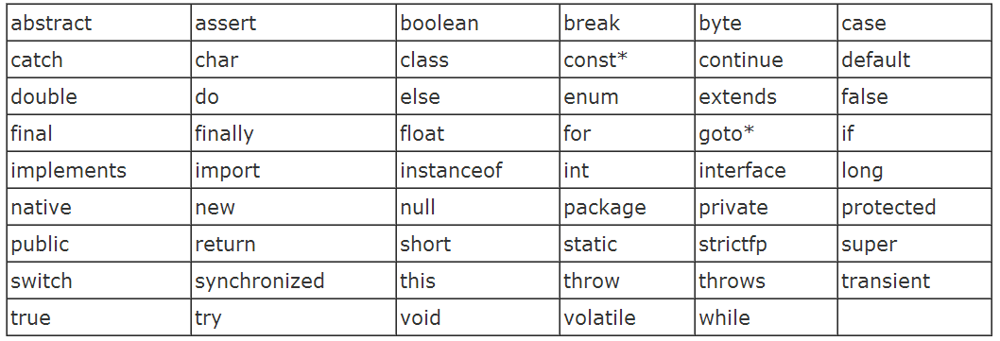 abstract assert boolean break byte case
catch char class const* continue default
double do else enum extends false
final finally float for goto* if
implements import instanceof int interface long
native new null package private protected
public return short static strictfp super
switch synchronized this throw throws transient
true try void volatile while